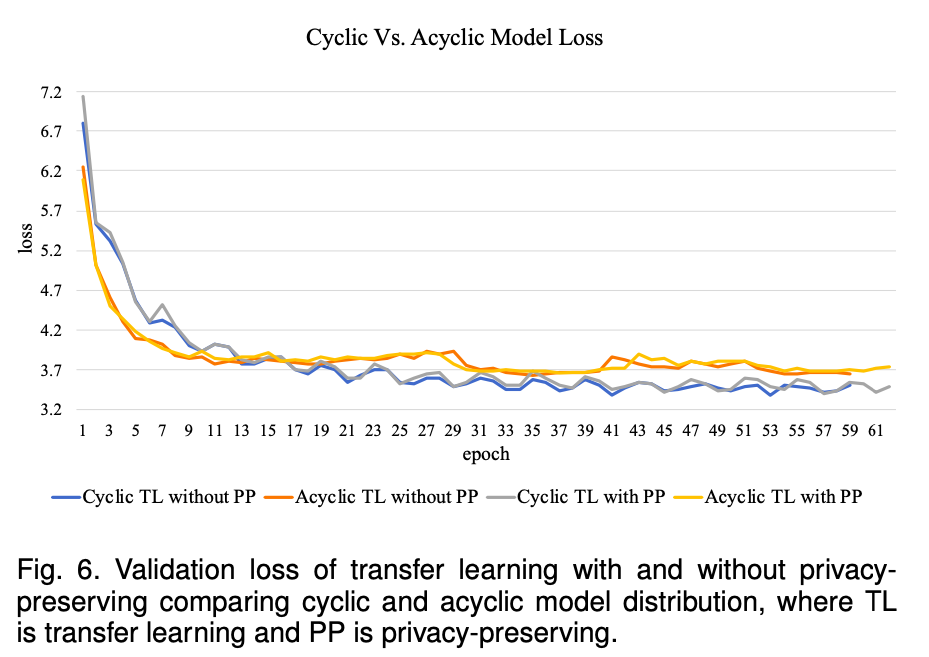 Cyclic Vs. Acyclic Model Loss
7.2
6.7
6.2
5.7
5.2
4.7
4.2
3.7
3.2
loss
1 3 5 7 9 11 13 15 17 19 21 23 25 27 29 31 33 35 37 39 41 43 45 47 49 51 53 55 57 59 61
epoch
Cyclic TL without PP Acyclic TL without PP Cyclic TL with PP Acyclic TL with PP
Fig. 6. Validation loss of transfer learning with and without privacy-
preserving comparing cyclic and acyclic model distribution, where TL
is transfer learning and PP is privacy-preserving.